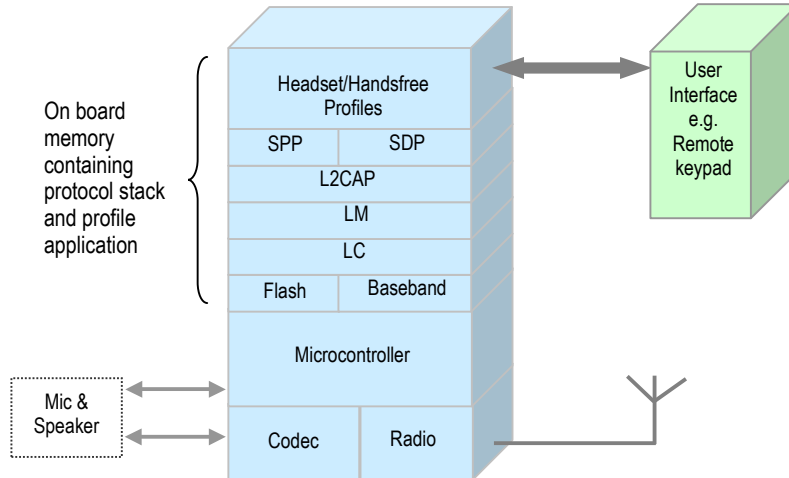 Headset/Handsfree
Profiles
SPP
SDP
L2CAP
LM
LC
Flash
Baseband
Microcontroller
Codec
Radio
On board
memory
containing
protocol stack
and profile
application
Mic &
Speaker
User
Interface
e.g.
Remote
keypad